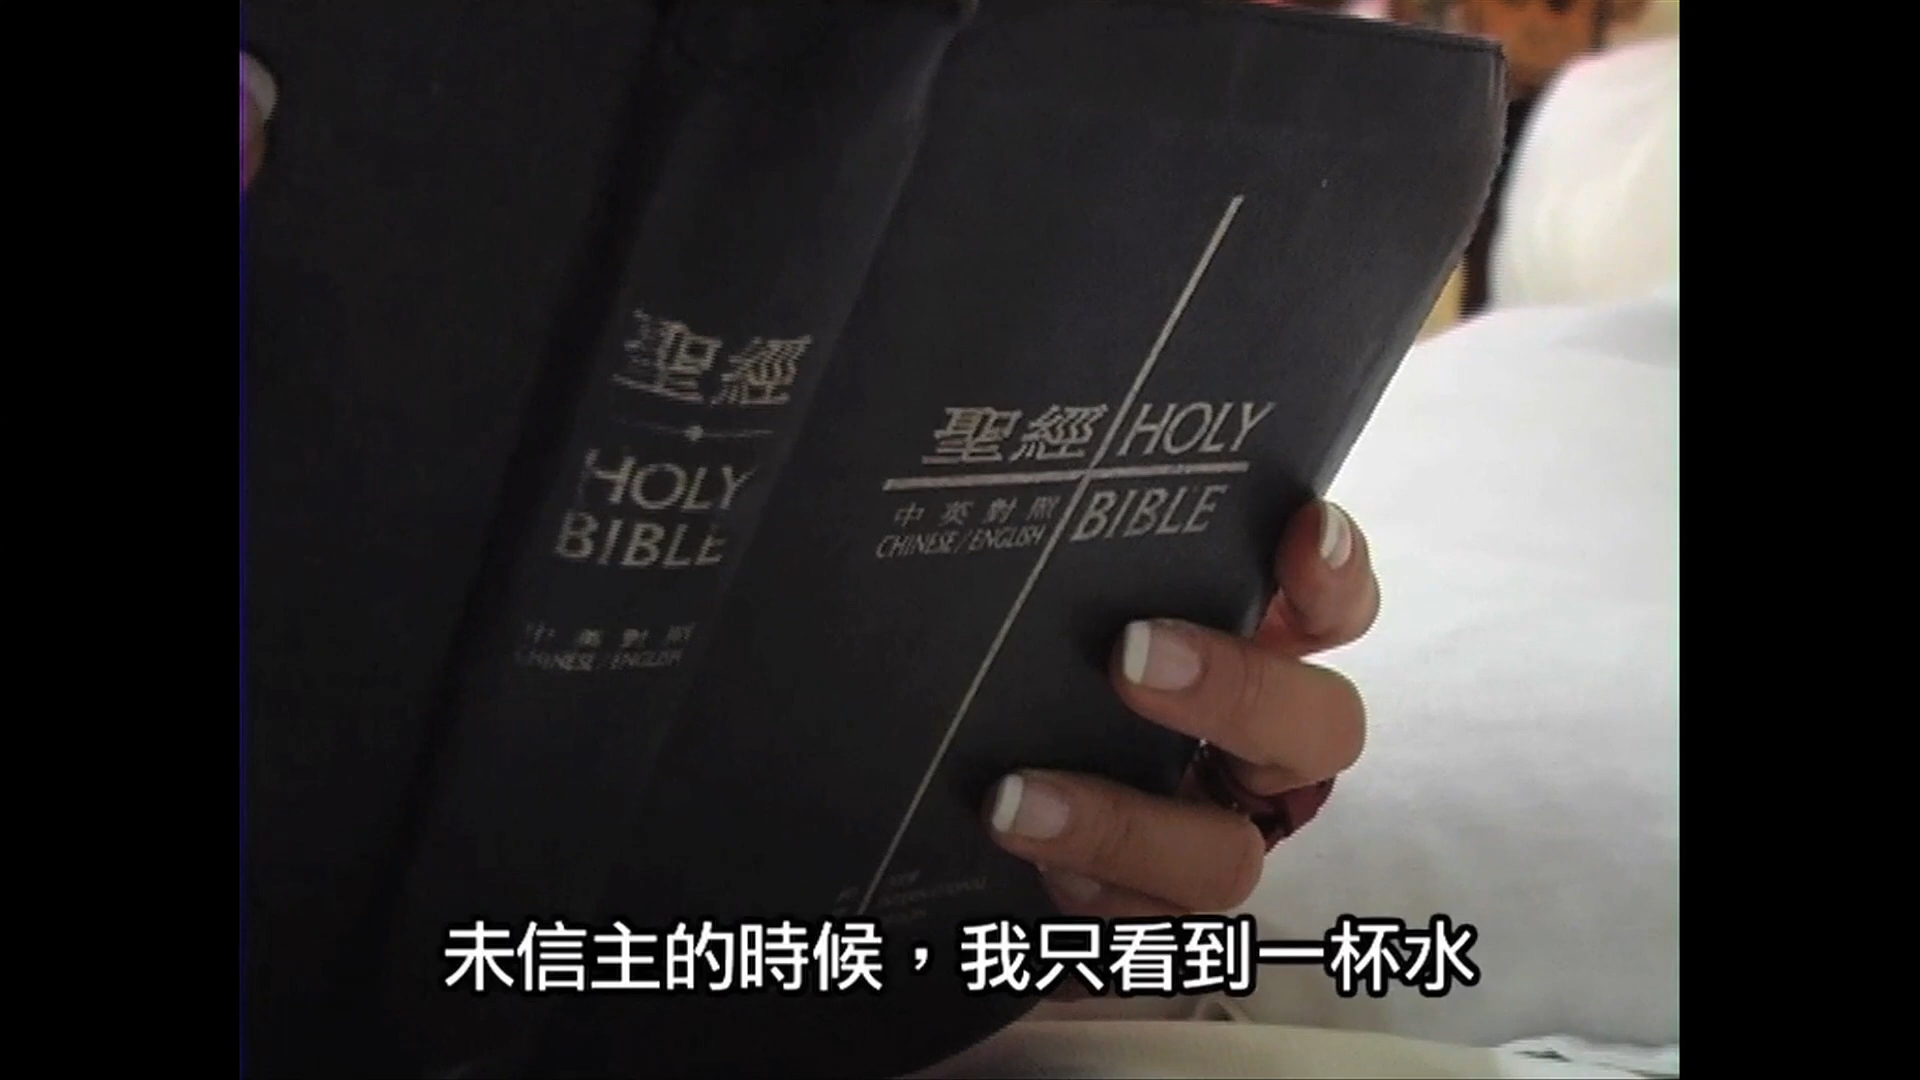 聖經
HOLY
BIBLE
中英對照
CHINESE/ENGLISH
聖經 HOLY
中英對照 BIBLE
CHINESE/ENGLISH
未信主的時候，我只看到一杯水